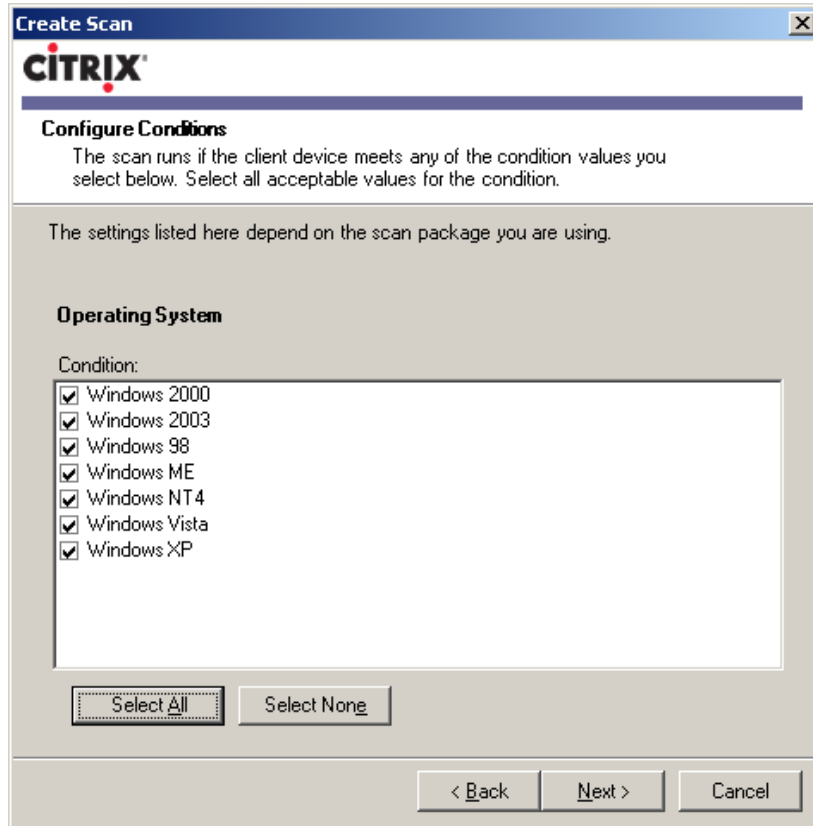 Create Scan
CITRIX
Configure Conditions
The scan runs if the client device meets any of the condition values you
select below. Select all acceptable values for the condition.
The settings listed here depend on the scan package you are using.
Operating System
Condition:
Windows 2000
Windows 2003
Windows 98
Windows ME
Windows NT4
Windows Vista
Windows XP
Select All
Select None
< Back
Next >
Cancel